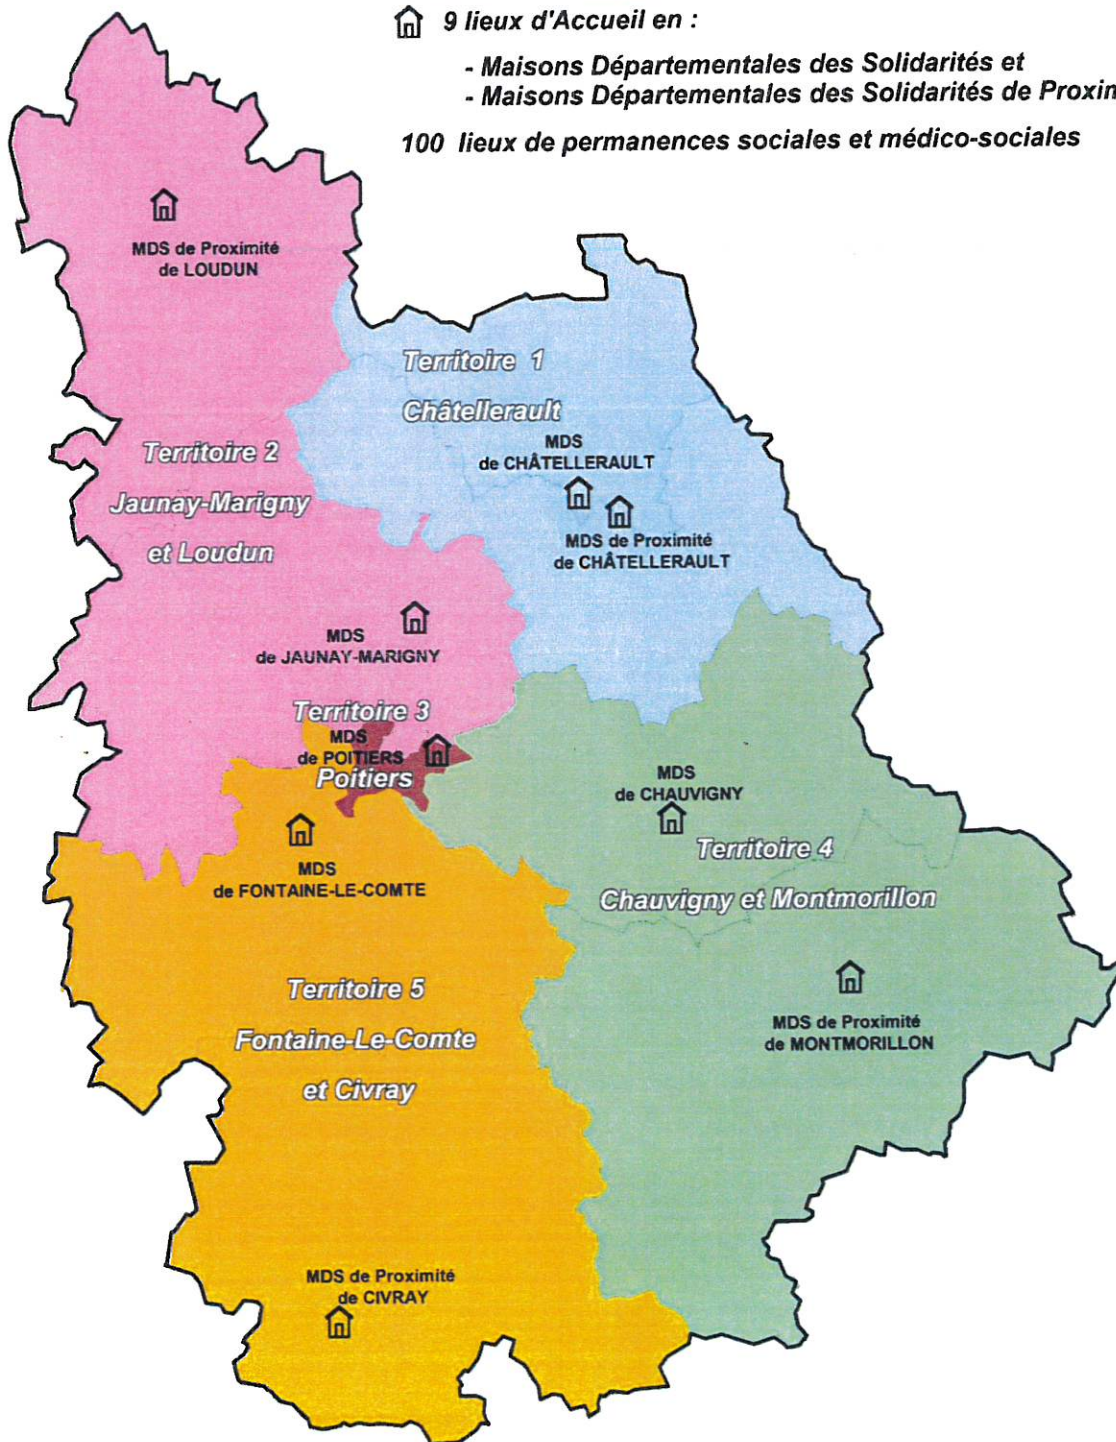 9 lieux d'Accueil en :
- Maisons Départementales des Solidarités et
- Maisons Départementales des Solidarités de Proxim
100 lieux de permanences sociales et médico-sociales
MDS de Proximité
de LOUDUN
Territoire 1
Châtellerault
MDS
de CHÂTELLERAULT
MDS de Proximité
de CHÂTELLERAULT
Territoire 2
Jaunay-Marigny
et Loudun
MDS
de JAUNAY-MARIGNY
Territoire 3
MDS
de POITIERS
Poitiers
MDS
de CHAUVIGNY
Territoire 4
Chauvigny et Montmorillon
MDS
de FONTAINE-LE-COMTE
MDS de Proximité
de MONTMORILLON
Territoire 5
Fontaine-Le-Comte
et Civray
MDS de Proximité
de CIVRAY